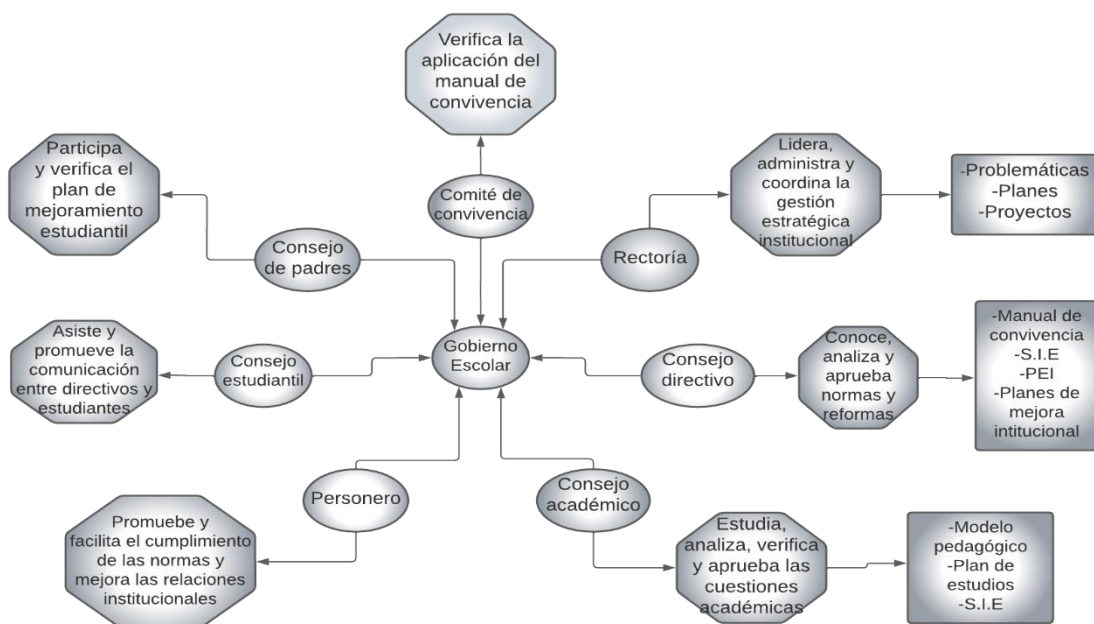 Verifica la
aplicación del
manual de
convivencia
Participa
y verifica el
plan de
mejoramiento
estudiantil
Comité de
convivencia
Lidera,
administra y
coordina la
gestión
estratégica
institucional
-Problemáticas
-Planes
-Proyectos
Consejo
de padres
Rectoría
Asiste y
promueve la
comunicación
entre directivos y
estudiantes
Consejo
estudiantil
Gobierno
Escolar
Consejo
directivo
Conoce,
analiza y
aprueba
normas y
reformas
-Manual de
convivencia
-S.I.E
-PEI
-Planes de
mejora
intitucional
Personero
Consejo
académico
Promuebe y
facilita el cumplimiento
de las normas y
mejora las relaciones
institucionales
Estudia,
analiza, verifica
y aprueba las
cuestiones
académicas
-Modelo
pedagógico
-Plan de
estudios
-S.I.E